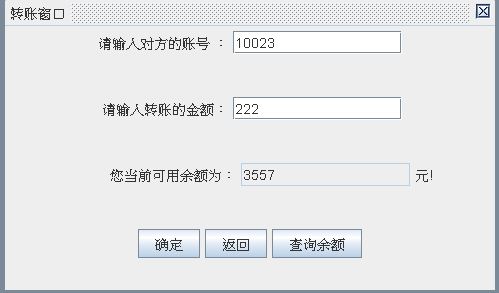 转账窗口
请输入对方的账号： 10023
请输入转账的金额： 222
您当前可用余额为： 3557 元!
确定 返回 查询余额